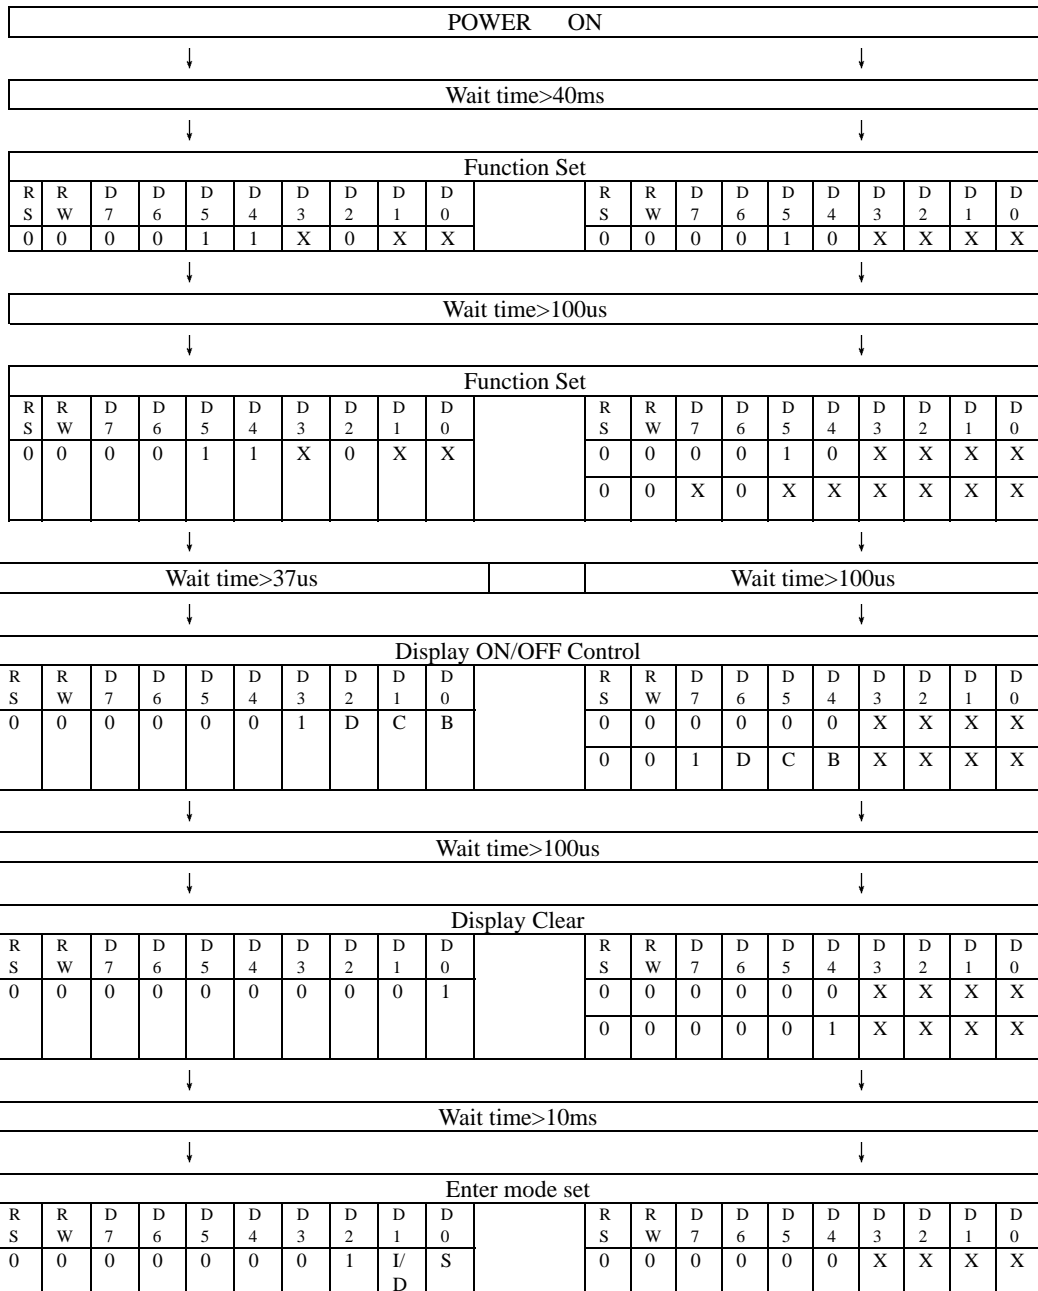 POWER ON
↓ ↓
Wait time>40ms
↓ ↓
Function Set
R R D D D D D D D D R R D D D D D D D D
S W 7 6 5 4 3 2 1 0 S W 7 6 5 4 3 2 1 0
0 0 0 0 1 1 X 0 X X 0 0 0 0 1 0 X X X X
↓ ↓
Wait time>100us
↓ ↓
Function Set
R R D D D D D D D D R R D D D D D D D D
S W 7 6 5 4 3 2 1 0 S W 7 6 5 4 3 2 1 0
0 0 0 0 1 1 X 0 X X 0 0 0 0 1 0 X X X X
0 0 X 0 X X X X X X
↓ ↓
Wait time>37us Wait time>100us
↓ ↓
Display ON/OFF Control
R R D D D D D D D D R R D D D D D D D D
S W 7 6 5 4 3 2 1 0 S W 7 6 5 4 3 2 1 0
0 0 0 0 0 0 1 D C B 0 0 0 0 0 0 X X X X
0 0 1 D C B X X X X
↓ ↓
Wait time>100us
↓ ↓
Display Clear
R R D D D D D D D D R R D D D D D D D D
S W 7 6 5 4 3 2 1 0 S W 7 6 5 4 3 2 1 0
0 0 0 0 0 0 0 0 0 1 0 0 0 0 0 0 X X X X
0 0 0 0 0 1 X X X X
↓ ↓
Wait time>10ms
↓ ↓
Enter mode set
R R D D D D D D D D R R D D D D D D D D
S W 7 6 5 4 3 2 1 0 S W 7 6 5 4 3 2 1 0
0 0 0 0 0 0 0 1 I/ S 0 0 0 0 0 0 X X X X
D